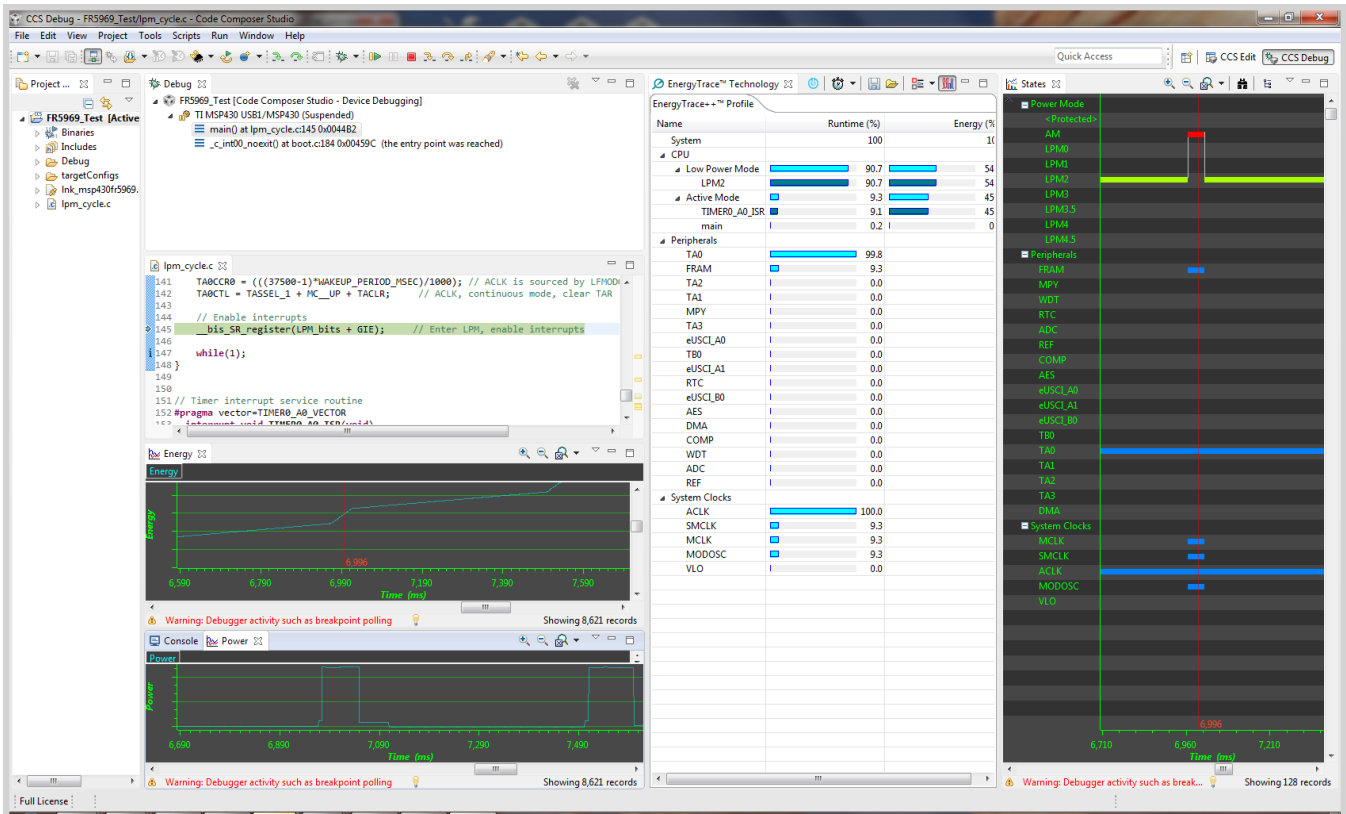 CCS Debug - FR5969_Test/lpm_cycle.c - Code Composer Studio
File Edit View Project Tools Scripts Run Window Help
Quick Access
CCS Edit
CCS Debug
Project ...
FR5969_Test [Active
Binaries
Includes
Debug
targetConfigs
lnk_msp430fr5969.
lpm_cycle.c
Debug
FR5969_Test [Code Composer Studio - Device Debugging]
TI MSP430 USB1/MSP430 (Suspended)
main() at lpm_cycle.c:145 0x0044B2
_c_int00_noexit() at boot.c:184 0x00459C (the entry point was reached)
lpm_cycle.c
141 TA0CCR0 = (((37500-1)*WAKEUP_PERIOD_MSEC)/1000); // ACLK is sourced by LFMOD
142 TA0CTL = TASSEL_1 + MC__UP + TACLR; // ACLK, continuous mode, clear TAR
143
144 // Enable interrupts
145 __bis_SR_register(LPM_bits + GIE); // Enter LPM, enable interrupts
146
147 while(1);
148 }
149
150
151 // Timer interrupt service routine
152 #pragma vector=TIMER0_A0_VECTOR
Energy
Energy
Energy
6,996
6,590 6,790 6,990 7,190 7,390 7,590
Time (ms)
Warning: Debugger activity such as breakpoint polling
Showing 8,621 records
Console Power
Power
Power
6,690 6,890 7,090 7,290 7,490
Time (ms)
Warning: Debugger activity such as breakpoint polling
Showing 8,621 records
Full License
EnergyTrace™ Technology
EnergyTrace++™ Profile
Name Runtime (%) Energy (%
System 100 10
CPU
Low Power Mode 90.7 54
LPM2 90.7 54
Active Mode 9.3 45
TIMER0_A0_ISR 9.1 45
main 0.2 0
Peripherals
TA0 99.8
FRAM 9.3
TA2 0.0
TA1 0.0
MPY 0.0
TA3 0.0
eUSCI_A0 0.0
TB0 0.0
eUSCI_A1 0.0
RTC 0.0
eUSCI_B0 0.0
AES 0.0
DMA 0.0
COMP 0.0
WDT 0.0
ADC 0.0
REF 0.0
System Clocks
ACLK 100.0
SMCLK 9.3
MCLK 9.3
MODOSC 9.3
VLO 0.0
States
Power Mode
<Protected>
AM
LPM0
LPM1
LPM2
LPM3
LPM3.5
LPM4
LPM4.5
Peripherals
FRAM
MPY
WDT
RTC
ADC
REF
COMP
AES
eUSCI_A0
eUSCI_A1
eUSCI_B0
TB0
TA0
TA1
TA2
TA3
DMA
System Clocks
MCLK
SMCLK
ACLK
MODOSC
VLO
6,996
6,710 6,960 7,210
Time (ms)
Warning: Debugger activity such as break...
Showing 128 records